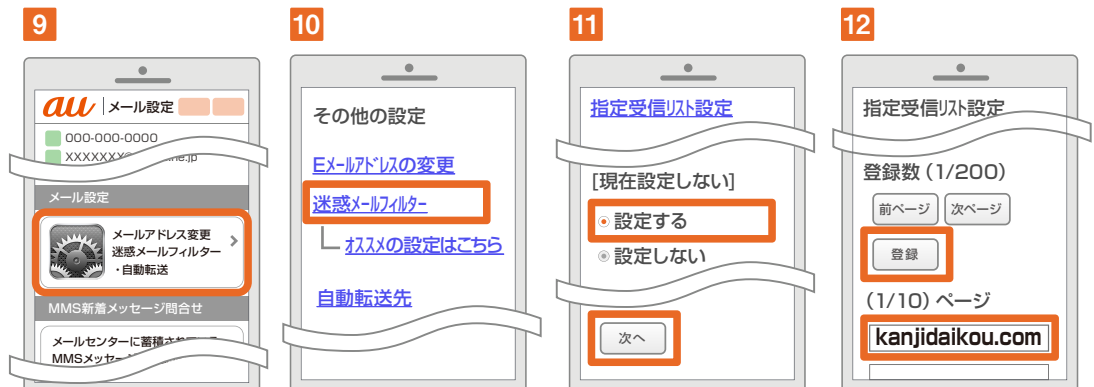 9
au メール設定
000-000-0000
XXXXXXX
メール設定
メールアドレス変更
迷惑メールフィルター
・自動転送
MMS新着メッセージ問合せ
メールセンターに蓄積
MMSメッセージ
10
その他の設定
Eメールアドレスの変更
迷惑メールフィルター
オススメの設定はこちら
自動転送先
11
指定受信リスト設定
[現在設定しない]
設定する
設定しない
次へ
12
指定受信リスト設定
登録数 (1/200)
前ページ 次ページ
登録
(1/10) ページ
kanjidaikou.com